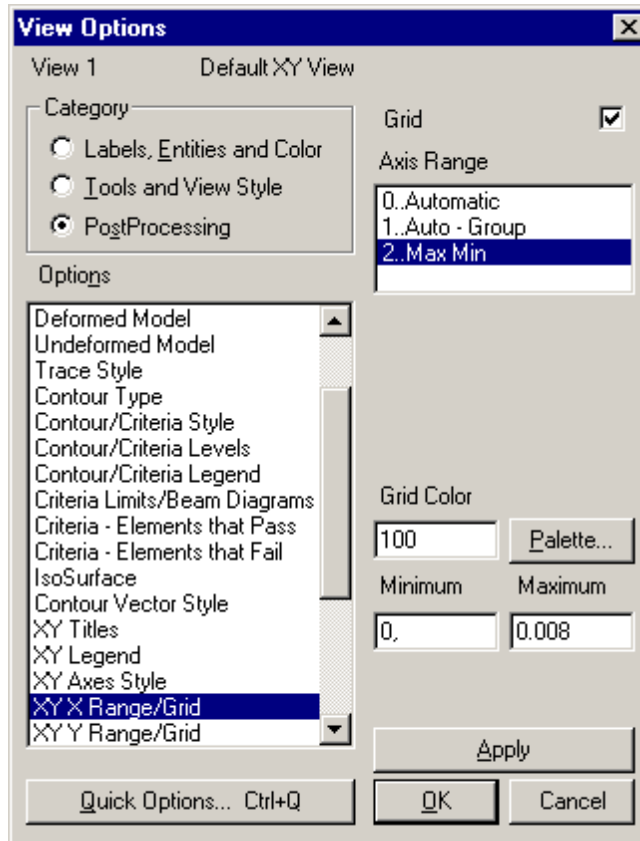 View Options
View 1 Default XY View
Category
Labels, Entities and Color
Tools and View Style
PostProcessing
Options
Deformed Model
Undeformed Model
Trace Style
Contour Type
Contour/Criteria Style
Contour/Criteria Levels
Contour/Criteria Legend
Criteria Limits/Beam Diagrams
Criteria - Elements that Pass
Criteria - Elements that Fail
IsoSurface
Contour Vector Style
XY Titles
XY Legend
XY Axes Style
XY X Range/Grid
XY Y Range/Grid
Quick Options... Ctrl+Q
Grid
Axis Range
0..Automatic
1..Auto - Group
2..Max Min
Grid Color
100 Palette...
Minimum Maximum
0, 0.008
Apply
OK Cancel